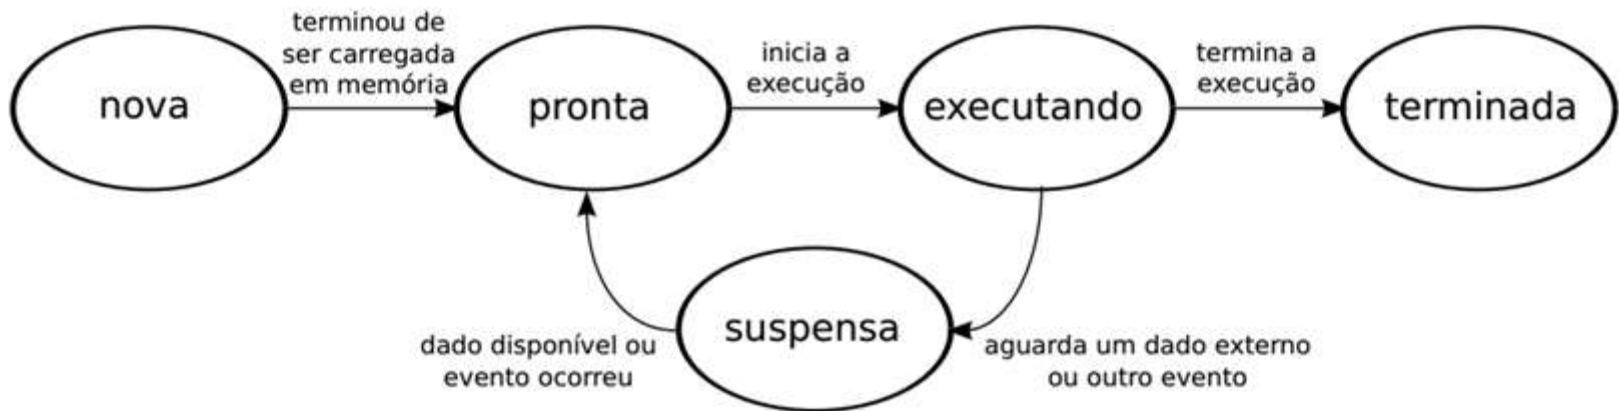 nova
terminou de
ser carregada
em memória
pronta
inicia a
execução
executando
termina a
execução
terminada
suspensa
dado disponível ou
evento ocorreu
aguarda um dado externo
ou outro evento